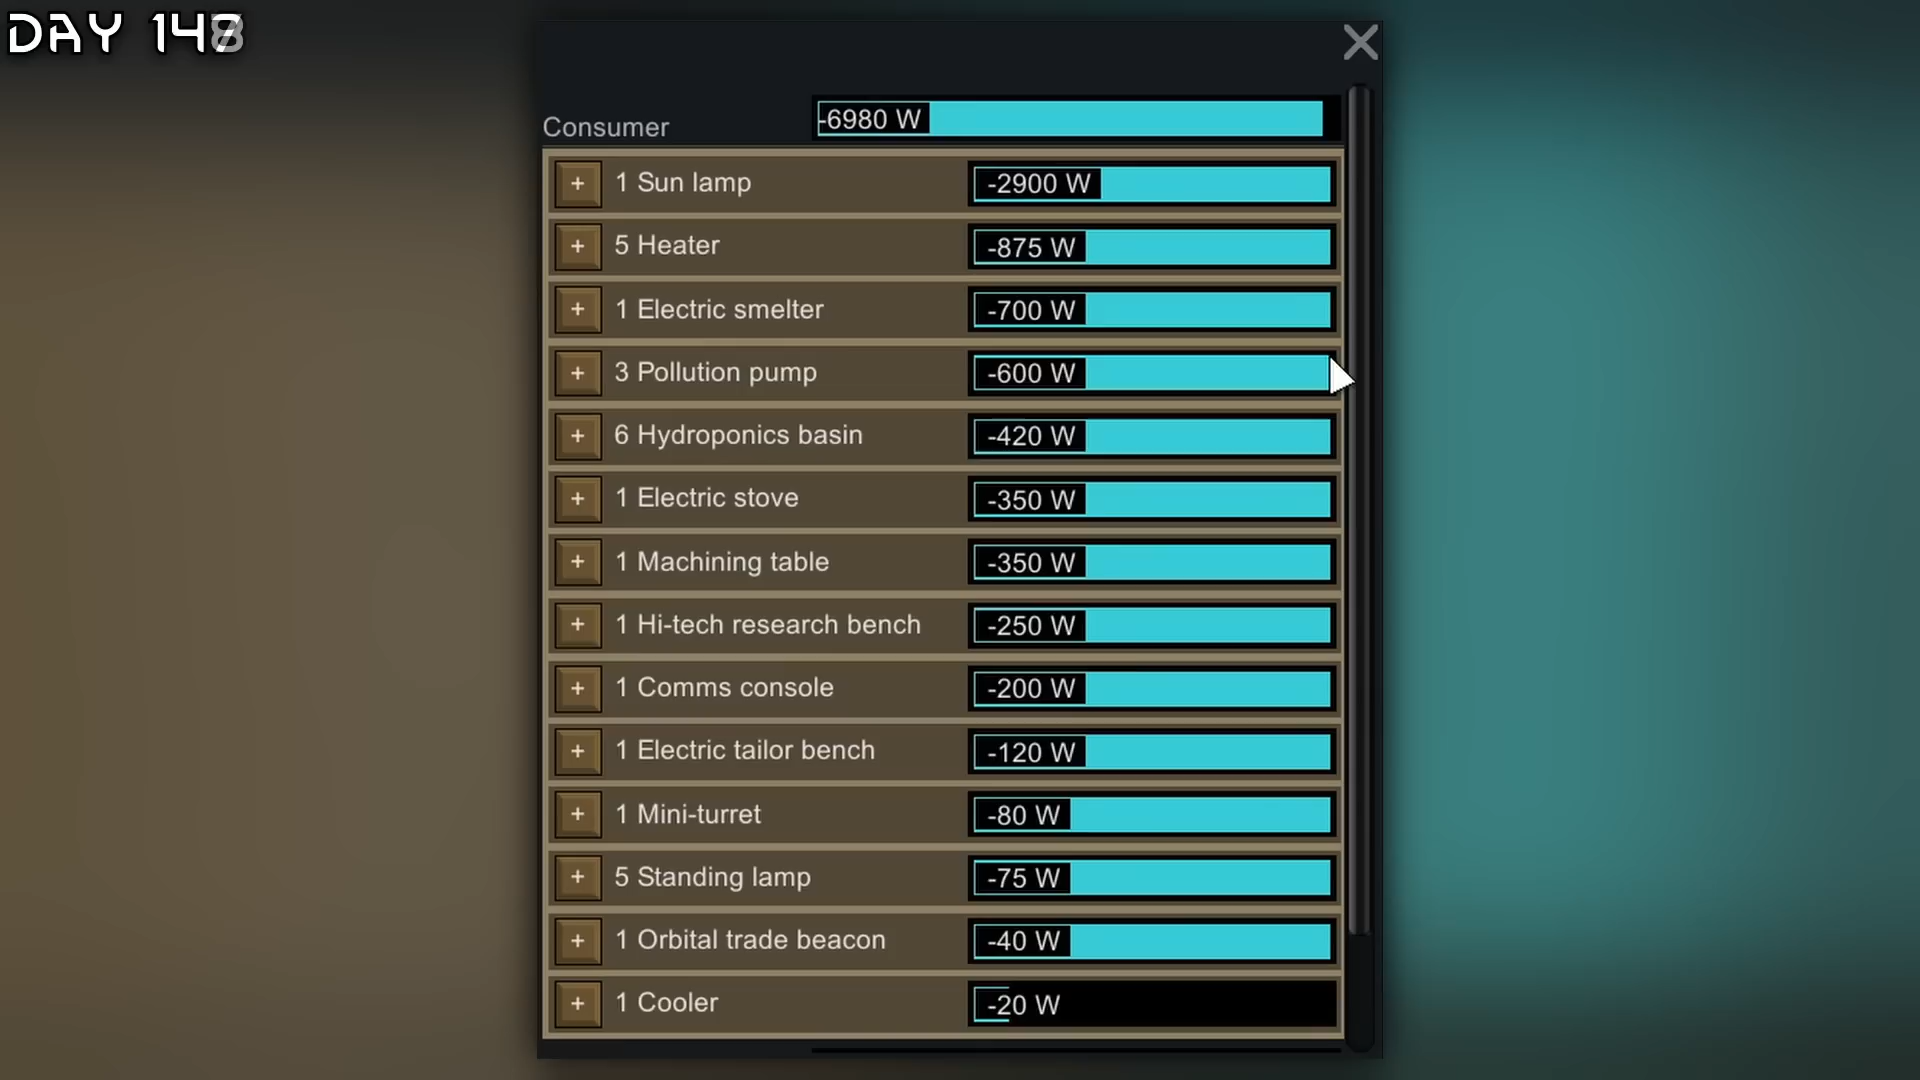 DAY 148
Consumer -6980 W
+ 1 Sun lamp -2900 W
+ 5 Heater -875 W
+ 1 Electric smelter -700 W
+ 3 Pollution pump -600 W
+ 6 Hydroponics basin -420 W
+ 1 Electric stove -350 W
+ 1 Machining table -350 W
+ 1 Hi-tech research bench -250 W
+ 1 Comms console -200 W
+ 1 Electric tailor bench -120 W
+ 1 Mini-turret -80 W
+ 5 Standing lamp -75 W
+ 1 Orbital trade beacon -40 W
+ 1 Cooler -20 W